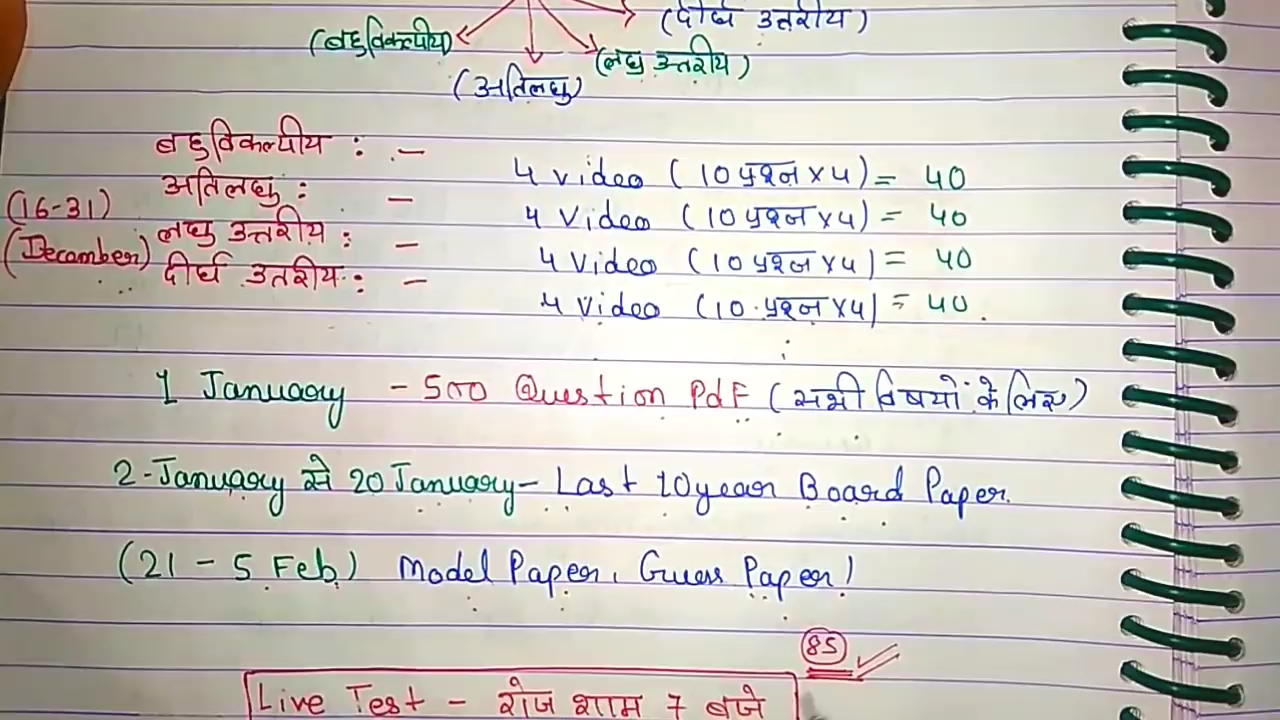 (दीर्घ उत्तरीय)
(बहुविकल्पीय)
(लघु उत्तरीय)
(अतिलघु)
बहुविकल्पीय : - 4 video (10 प्रश्न x 4) = 40
अतिलघु : - 4 video (10 प्रश्न x 4) = 40
लघु उत्तरीय : - 4 video (10 प्रश्न x 4) = 40
दीर्घ उत्तरीय : - 4 video (10 प्रश्न x 4) = 40
(16-31)
(December)
1 January - 500 Question Pdf (सभी विषयों के लिए)
2-January से 20 January - Last 10 year Board Paper
(21 - 5 Feb) Model Paper, Guess Paper!
85
Live Test - रोज शाम 7 बजे